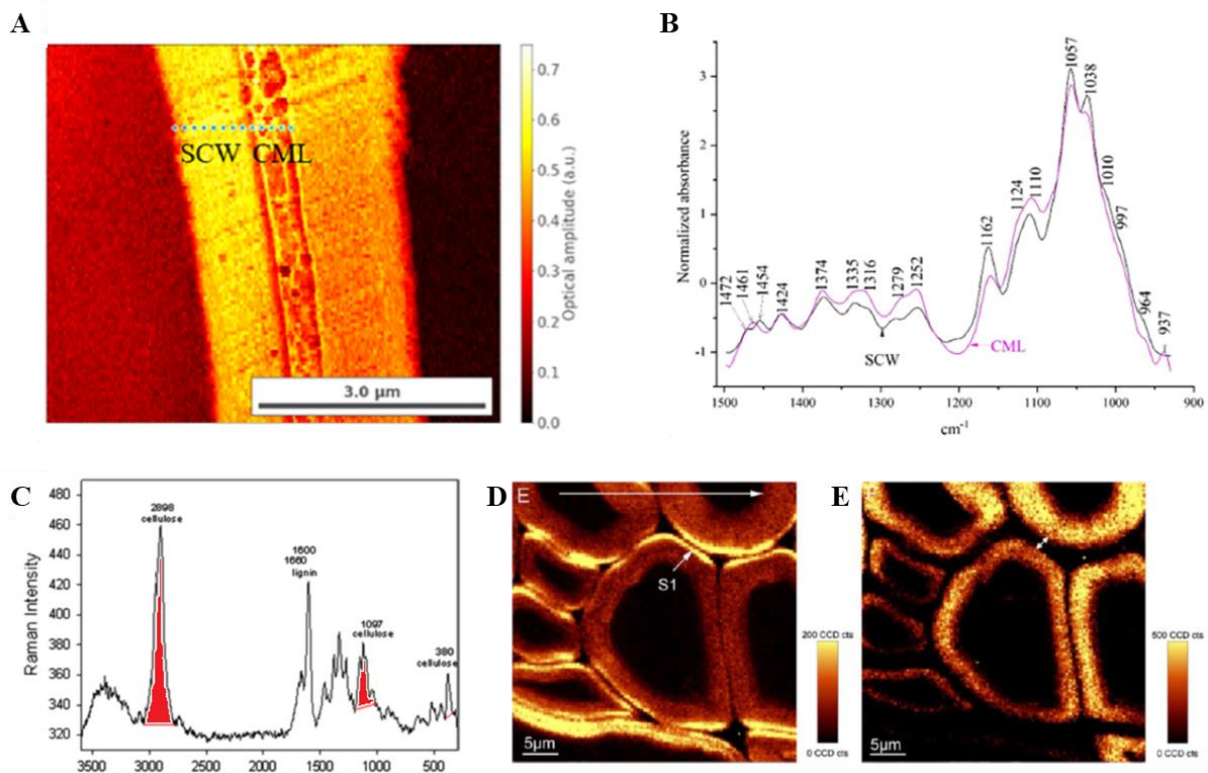 A
SCW CML
3.0 µm
0.7
0.6
0.5
0.4
0.3
0.2
0.1
0.0
Optical amplitude (a.u.)
B
Normalized absorbance
3
2
1
0
-1
1472
1461
1454
1424
1374
1335
1316
1279
1252
1162
1124
1110
1057
1038
1010
997
964
937
SCW
CML
1500 1400 1300 1200 1100 1000 900
cm-1
C
Raman Intensity
480
460
440
420
400
380
360
340
320
2898
cellulose
1600
1660
lignin
1097
cellulose
380
cellulose
3500 3000 2500 2000 1500 1000 500
D
E
S1
5µm
200 CCD cts
0 CCD cts
E
5µm
500 CCD cts
0 CCD cts